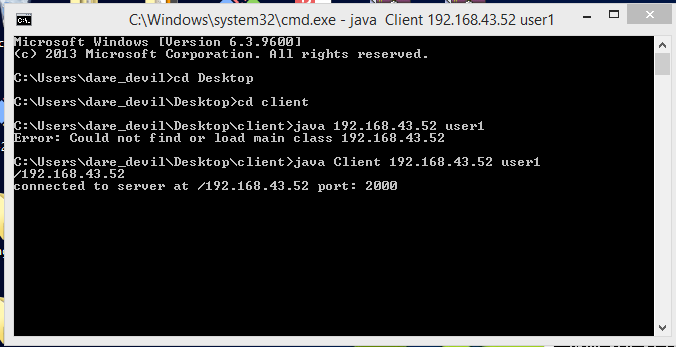 C:\Windows\system32\cmd.exe - java  Client 192.168.43.52 user1
Microsoft Windows [Version 6.3.9600]
(c) 2013 Microsoft Corporation. All rights reserved.
C:\Users\dare_devil>cd Desktop
C:\Users\dare_devil\Desktop>cd client
C:\Users\dare_devil\Desktop\client>java 192.168.43.52 user1
Error: Could not find or load main class 192.168.43.52
C:\Users\dare_devil\Desktop\client>java Client 192.168.43.52 user1
/192.168.43.52
connected to server at /192.168.43.52 port: 2000